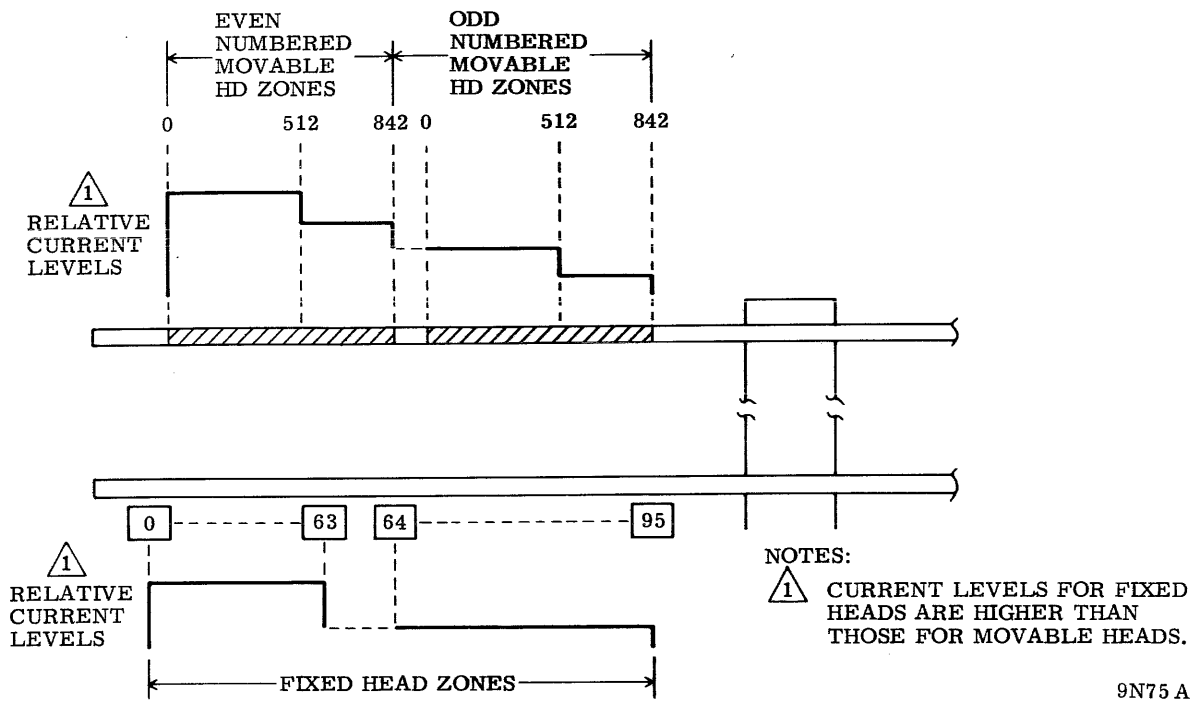 EVEN
NUMBERED
MOVABLE
HD ZONES
ODD
NUMBERED
MOVABLE
HD ZONES
0 512 842 0 512 842
1
RELATIVE
CURRENT
LEVELS
0 63 64 95
1
RELATIVE
CURRENT
LEVELS
FIXED HEAD ZONES
NOTES:
1 CURRENT LEVELS FOR FIXED
HEADS ARE HIGHER THAN
THOSE FOR MOVABLE HEADS.
9N75 A